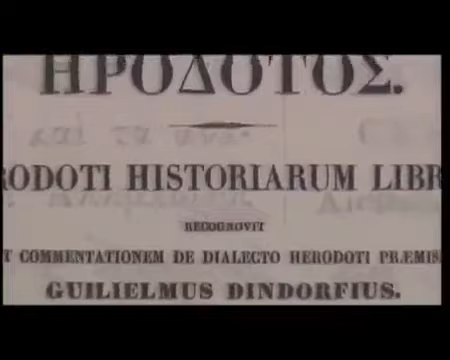 ΗΡΟΔΟΤΟΣ.
RODOTI HISTORIARUM LIBR
RECOGNOVIT
T COMMENTATIONEM DE DIALECTO HERODOTI PRÆMIS
GUILIELMUS DINDORFIUS.